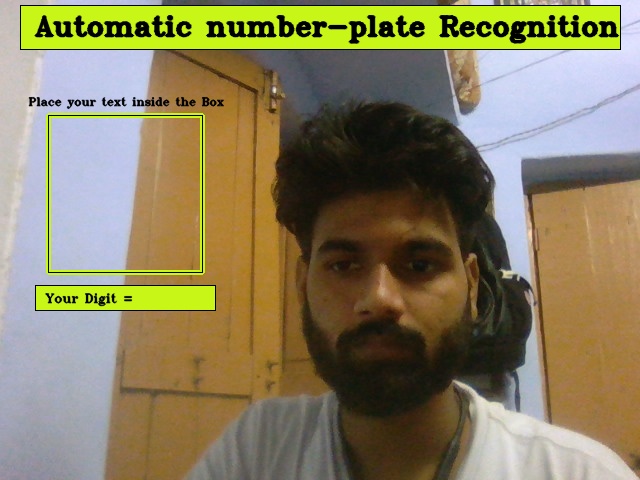 Automatic number-plate Recognition
Place your text inside the Box
Your Digit =